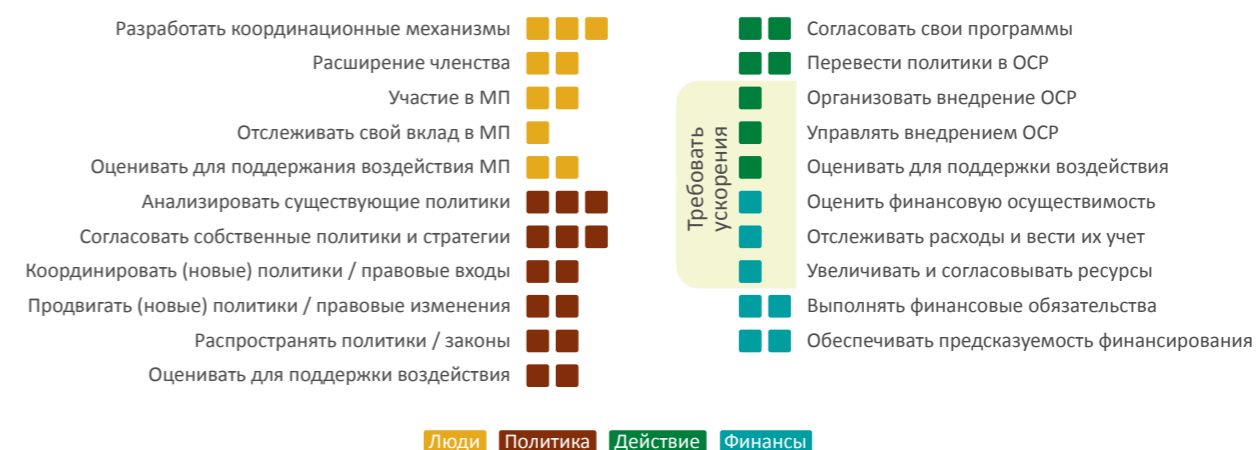 Разработать координационные механизмы
Расширение членства
Участие в МП
Отслеживать свой вклад в МП
Оценивать для поддержания воздействия МП
Анализировать существующие политики
Согласовать собственные политики и стратегии
Координировать (новые) политики / правовые входы
Продвигать (новые) политики / правовые изменения
Распространять политики / законы
Оценивать для поддержки воздействия
Требовать
ускорения
Согласовать свои программы
Перевести политики в ОСР
Организовать внедрение ОСР
Управлять внедрением ОСР
Оценивать для поддержки воздействия
Оценить финансовую осуществимость
Отслеживать расходы и вести их учет
Увеличивать и согласовывать ресурсы
Выполнять финансовые обязательства
Обеспечивать предсказуемость финансирования
Люди Политика Действие Финансы